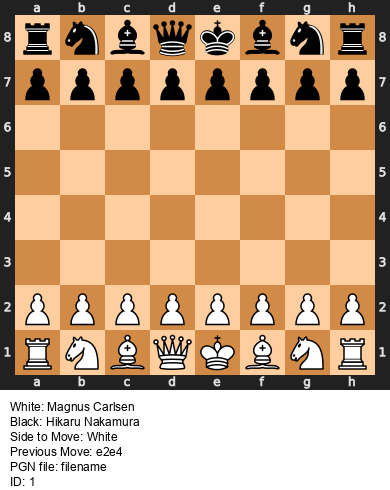 a b c d e f g h
8 8
7 7
6 6
5 5
4 4
3 3
2 2
1 1
a b c d e f g h
White: Magnus Carlsen
Black: Hikaru Nakamura
Side to Move: White
Previous Move: e2e4
PGN file: filename
ID: 1